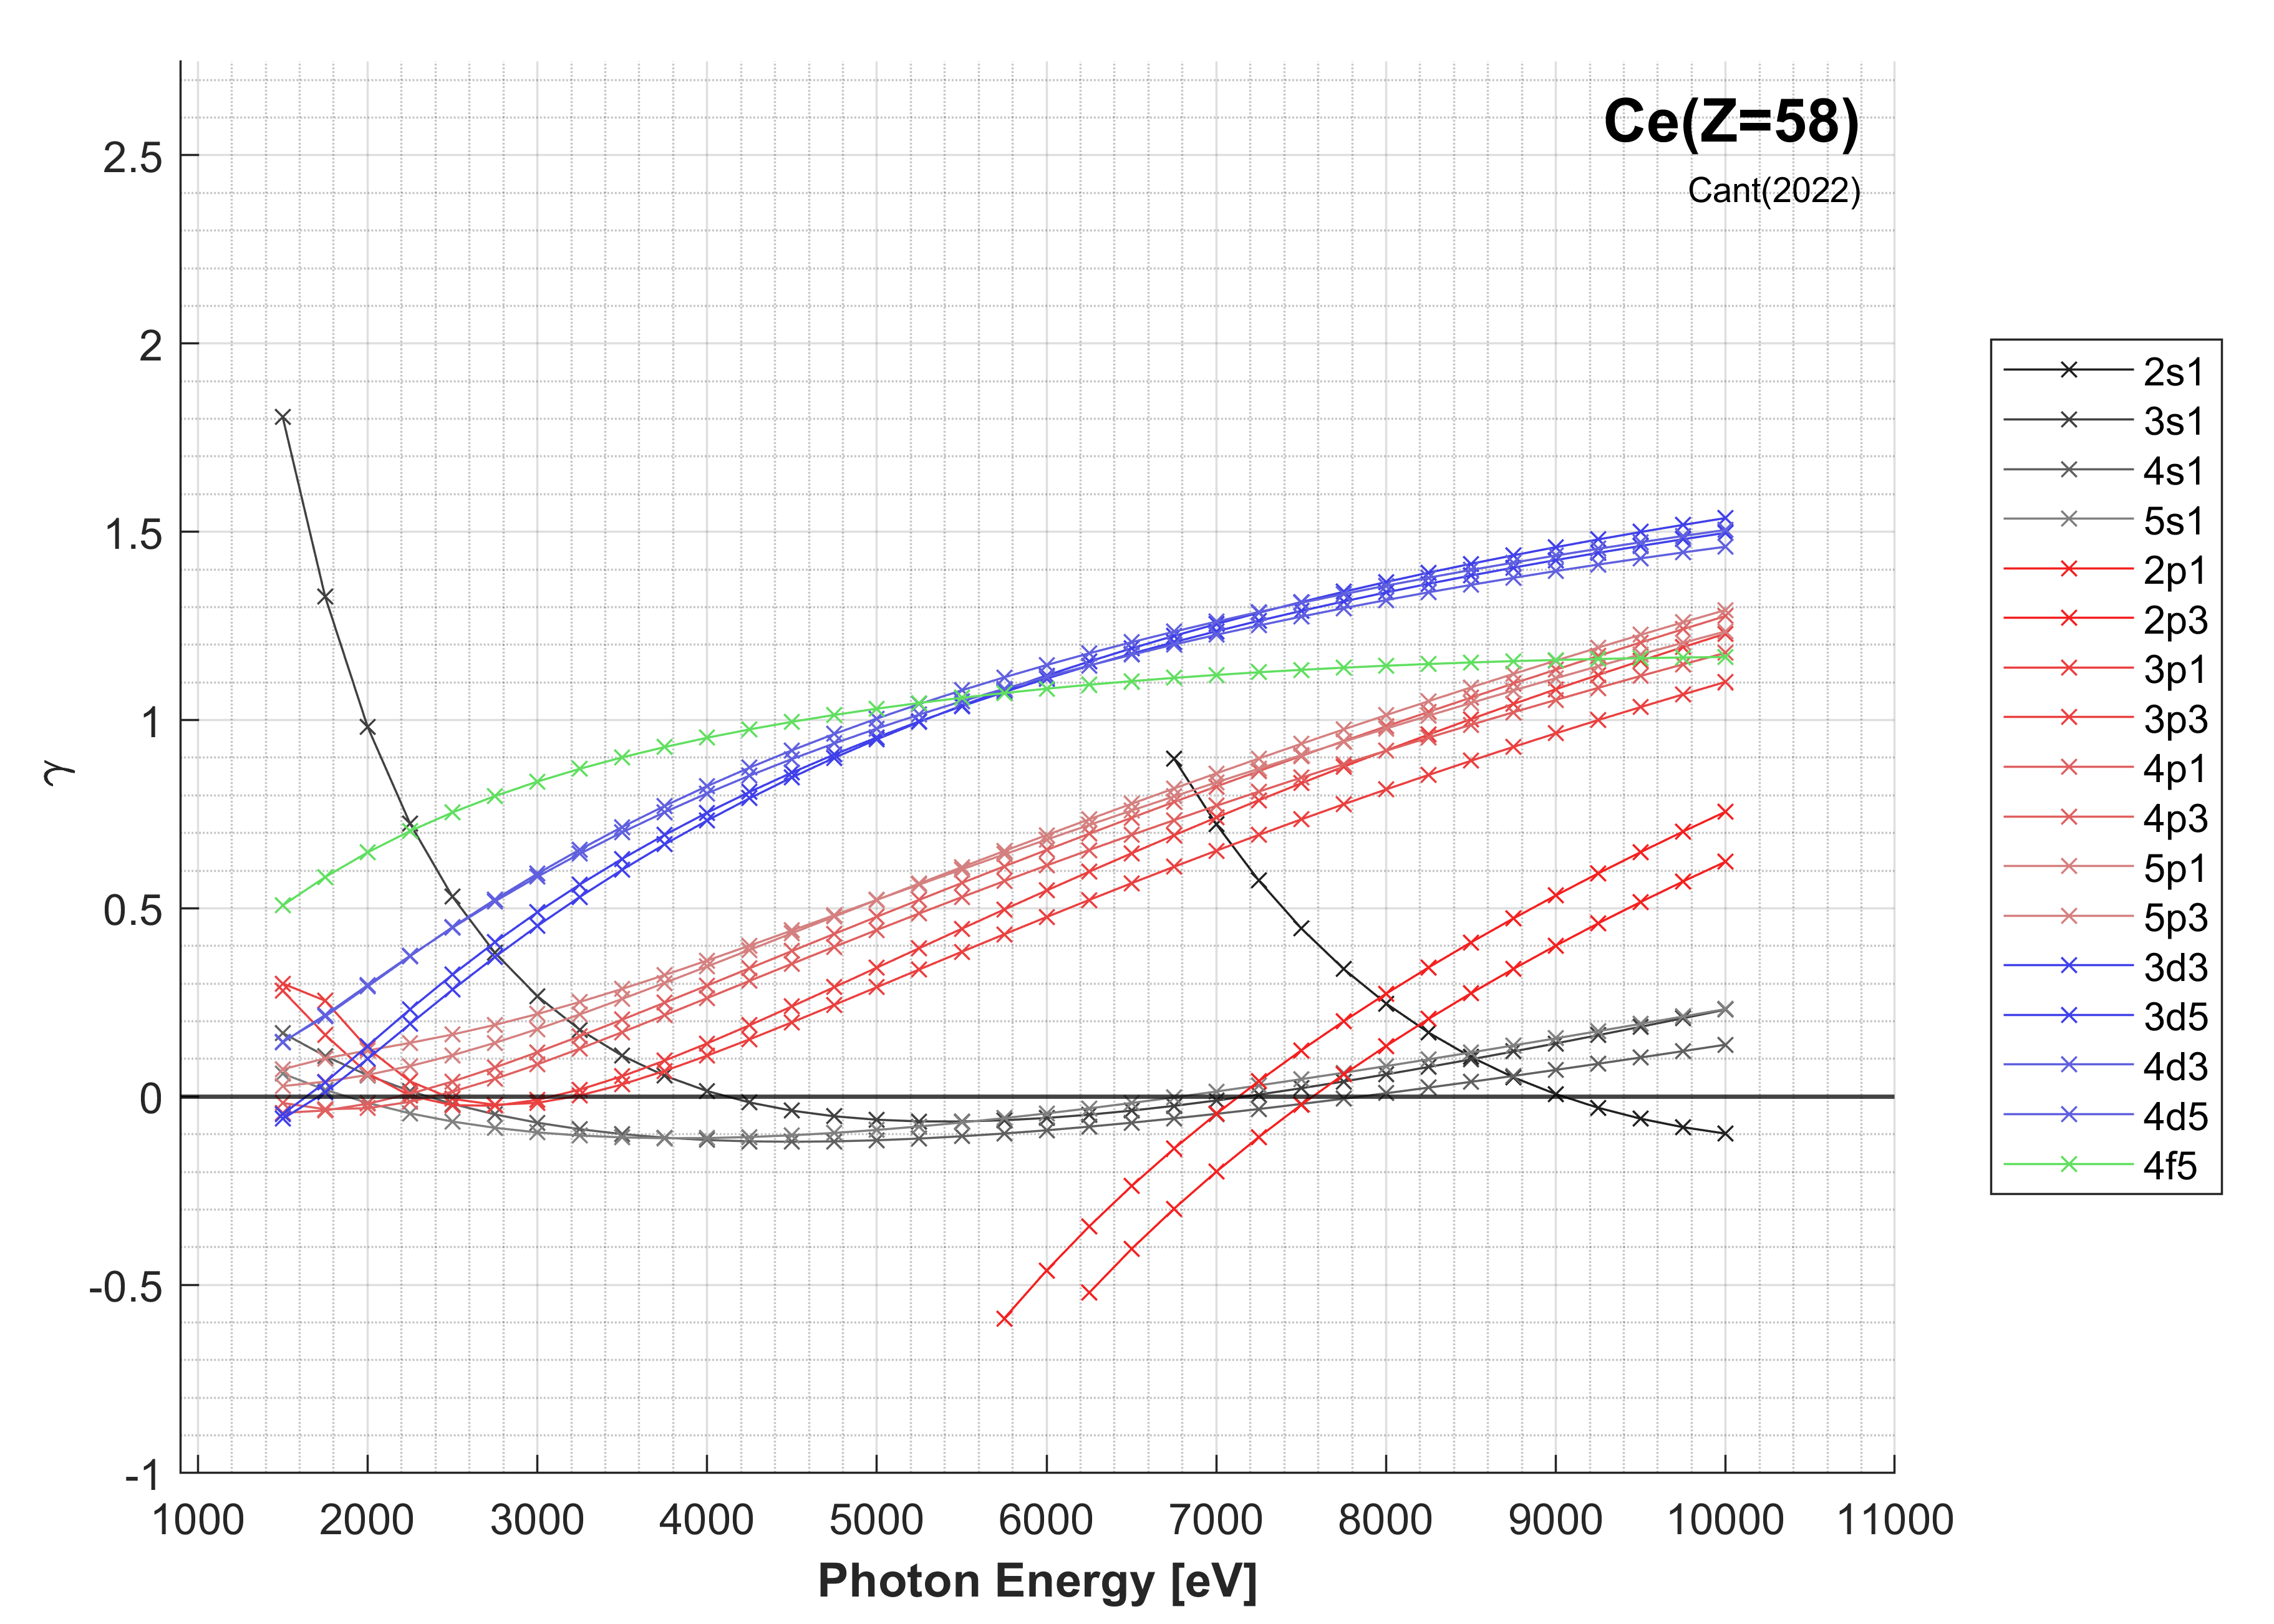 Ce(Z=58)
Cant(2022)
2.5
2
1.5
1
0.5
0
-0.5
-1
γ
1000 2000 3000 4000 5000 6000 7000 8000 9000 10000 11000
Photon Energy [eV]
2s1
3s1
4s1
5s1
2p1
2p3
3p1
3p3
4p1
4p3
5p1
5p3
3d3
3d5
4d3
4d5
4f5